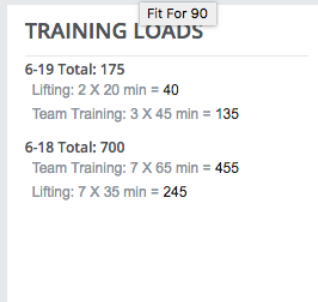 Fit For 90
TRAINING LOADS
6-19 Total: 175
Lifting: 2 X 20 min = 40
Team Training: 3 X 45 min = 135
6-18 Total: 700
Team Training: 7 X 65 min = 455
Lifting: 7 X 35 min = 245